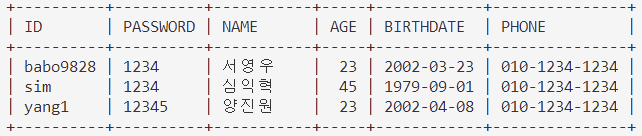 ID PASSWORD NAME AGE BIRTHDATE PHONE
babo9828 1234 서영우 23 2002-03-23 010-1234-1234
sim 1234 심익혁 45 1979-09-01 010-1234-1234
yang1 12345 양진원 23 2002-04-08 010-1234-1234